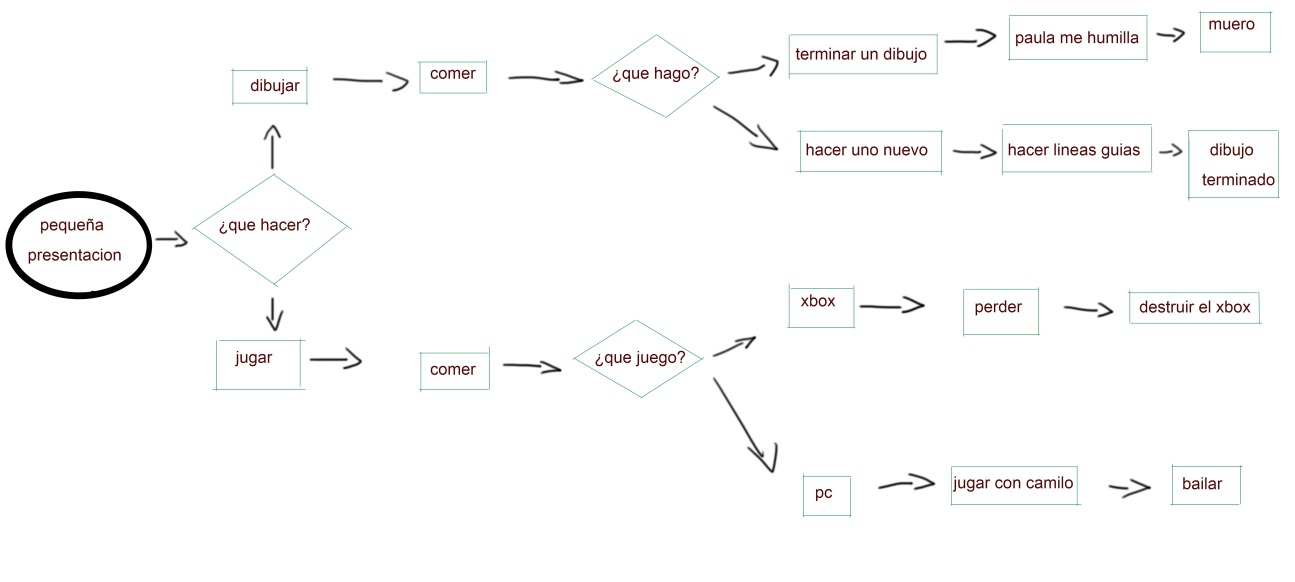 pequeña
presentacion
¿que hacer?
dibujar
comer
¿que hago?
terminar un dibujo
paula me humilla
muero
hacer uno nuevo
hacer lineas guias
dibujo
terminado
jugar
comer
¿que juego?
xbox
perder
destruir el xbox
pc
jugar con camilo
bailar